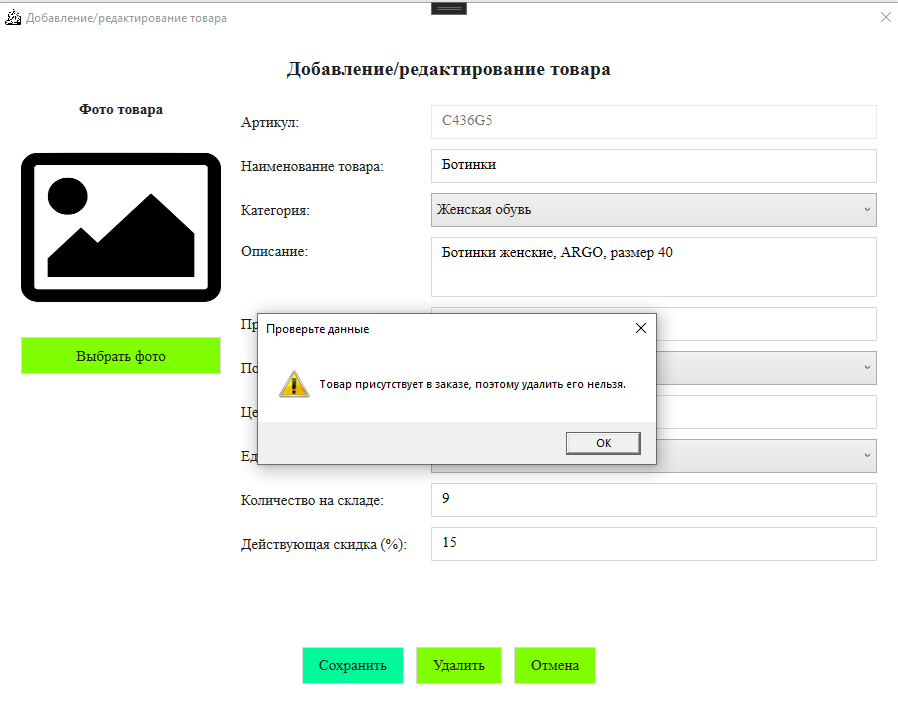 Добавление/редактирование товара
Добавление/редактирование товара
Фото товара
Артикул:
C436G5
Наименование товара:
Ботинки
Категория:
Женская обувь
Описание:
Ботинки женские, ARGO, размер 40
Пр
Выбрать фото
По
Це
Ед
Проверьте данные
Товар присутствует в заказе, поэтому удалить его нельзя.
ОК
Количество на складе:
9
Действующая скидка (%):
15
Сохранить
Удалить
Отмена